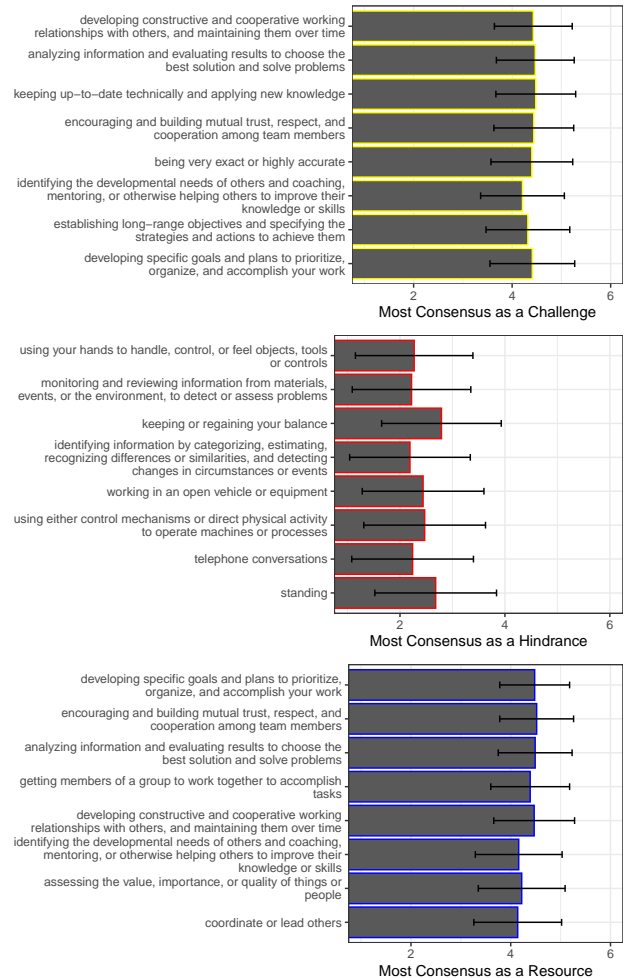 developing constructive and cooperative working
relationships with others, and maintaining them over time
analyzing information and evaluating results to choose the
best solution and solve problems
keeping up−to−date technically and applying new knowledge
encouraging and building mutual trust, respect, and
cooperation among team members
being very exact or highly accurate
identifying the developmental needs of others and coaching,
mentoring, or otherwise helping others to improve their
knowledge or skills
establishing long−range objectives and specifying the
strategies and actions to achieve them
developing specific goals and plans to prioritize,
organize, and accomplish your work
2 4 6
Most Consensus as a Challenge
using your hands to handle, control, or feel objects, tools
or controls
monitoring and reviewing information from materials,
events, or the environment, to detect or assess problems
keeping or regaining your balance
identifying information by categorizing, estimating,
recognizing differences or similarities, and detecting
changes in circumstances or events
working in an open vehicle or equipment
using either control mechanisms or direct physical activity
to operate machines or processes
telephone conversations
standing
2 4 6
Most Consensus as a Hindrance
developing specific goals and plans to prioritize,
organize, and accomplish your work
encouraging and building mutual trust, respect, and
cooperation among team members
analyzing information and evaluating results to choose the
best solution and solve problems
getting members of a group to work together to accomplish
tasks
developing constructive and cooperative working
relationships with others, and maintaining them over time
identifying the developmental needs of others and coaching,
mentoring, or otherwise helping others to improve their
knowledge or skills
assessing the value, importance, or quality of things or
people
coordinate or lead others
2 4 6
Most Consensus as a Resource